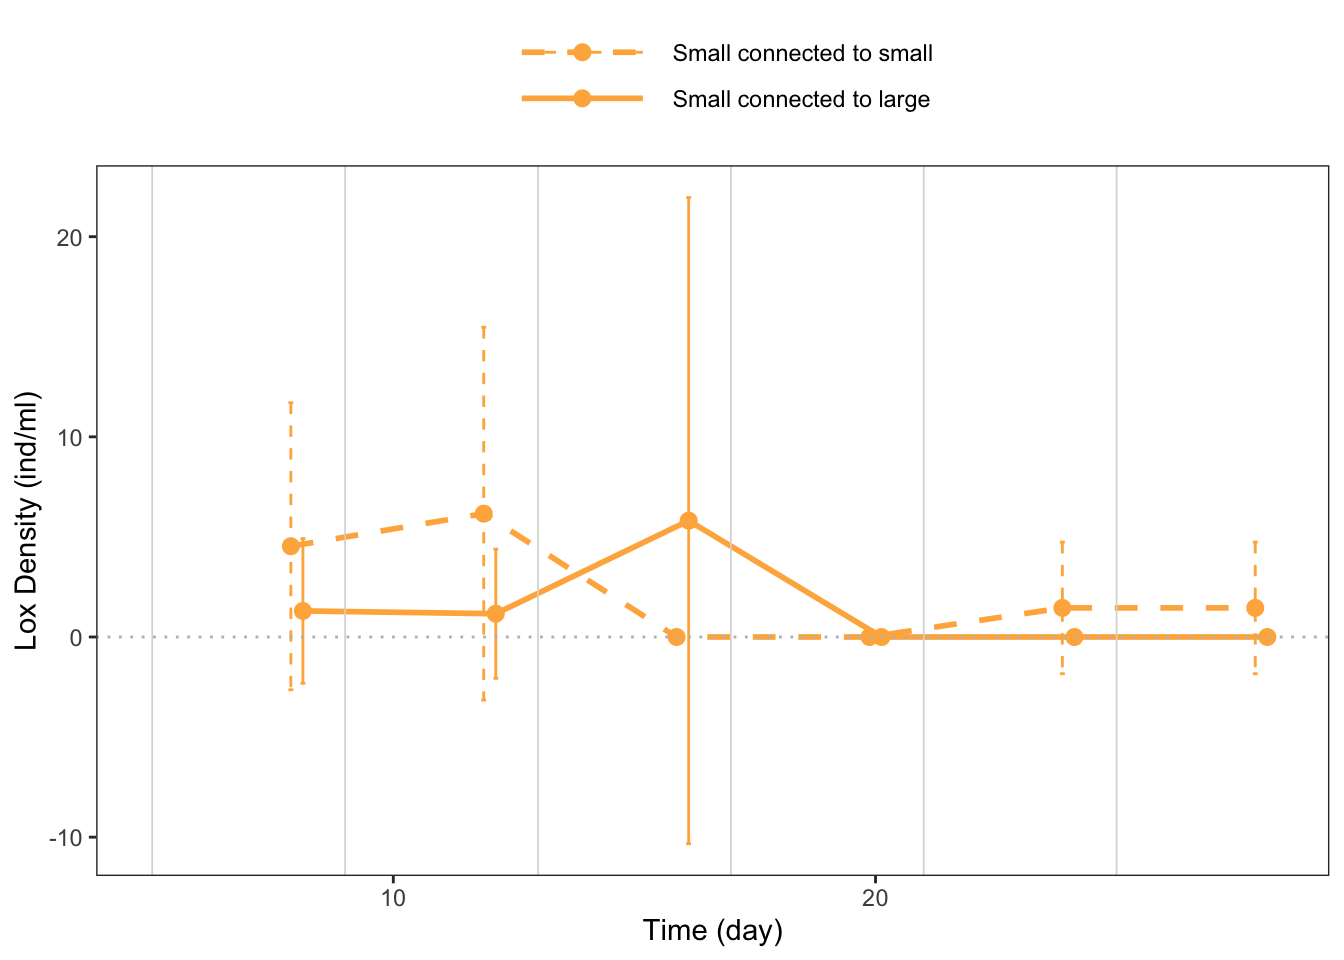 Small connected to small
Small connected to large
20
10
0
-10
Lox Density (ind/ml)
10
20
Time (day)